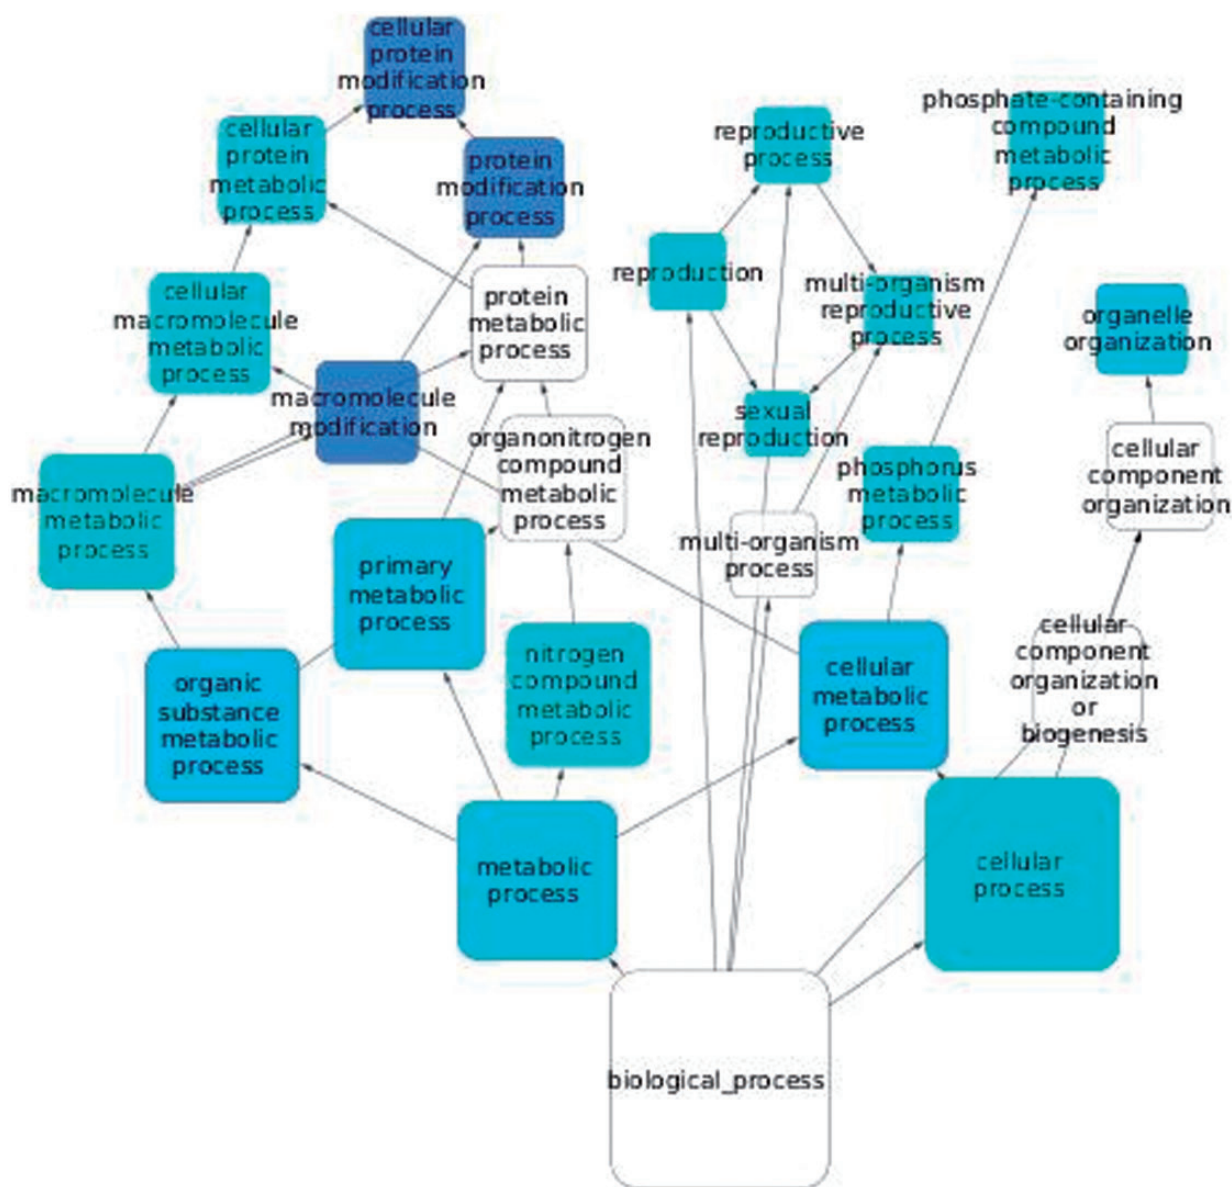 cellular
protein
modification
process
cellular
protein
metabolic
process
protein
modification
process
reproductive
process
phosphate-containing
compound
metabolic
process
reproduction
multi-organism
reproductive
process
cellular
macromolecule
metabolic
process
protein
metabolic
process
organelle
organization
macromolecule
modification
sexual
reproduction
organonitrogen
compound
metabolic
process
phosphorus
metabolic
process
cellular
component
organization
macromolecule
metabolic
process
multi-organism
process
primary
metabolic
process
cellular
component
organization
or
biogenesis
nitrogen
compound
metabolic
process
cellular
metabolic
process
organic
substance
metabolic
process
metabolic
process
cellular
process
biological_process